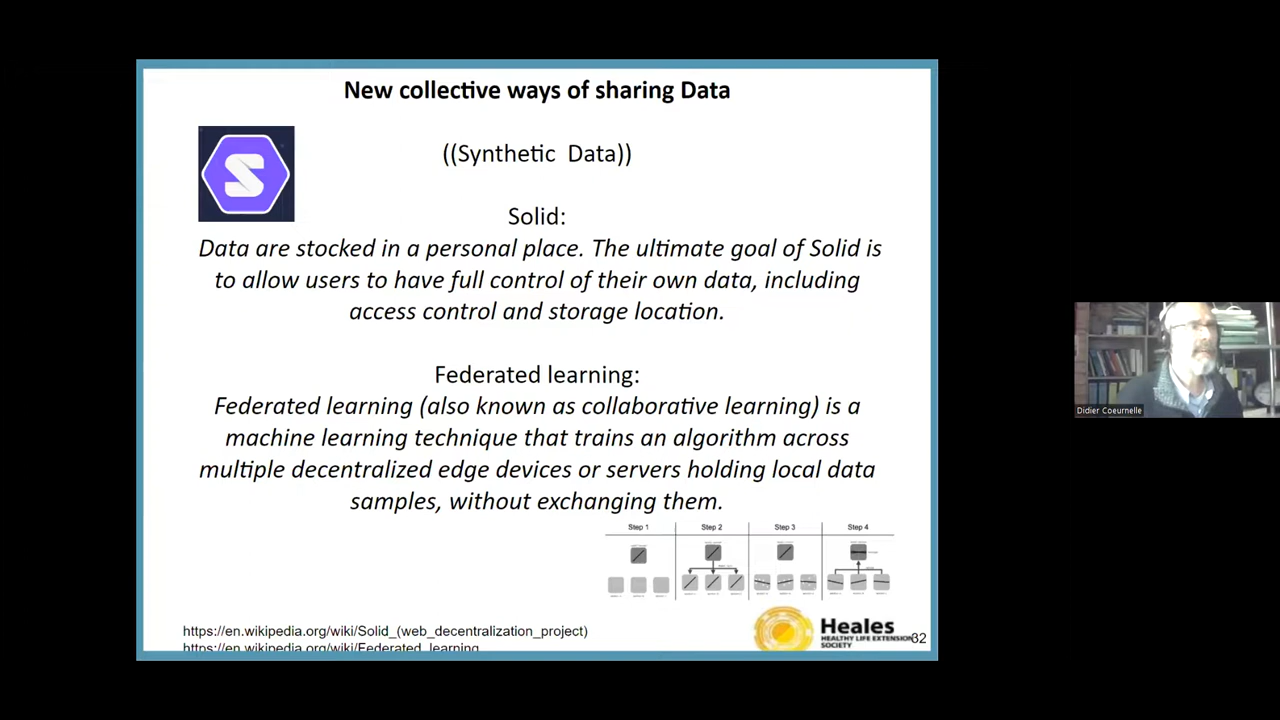 New collective ways of sharing Data
((Synthetic Data))
Solid:
Data are stocked in a personal place. The ultimate goal of Solid is
to allow users to have full control of their own data, including
access control and storage location.
Federated learning:
Federated learning (also known as collaborative learning) is a
machine learning technique that trains an algorithm across
multiple decentralized edge devices or servers holding local data
samples, without exchanging them.
Step 1 Step 2 Step 3 Step 4
https://en.wikipedia.org/wiki/Solid_(web_decentralization_project)
https://en.wikipedia.org/wiki/Federated_learning
Heales
HEALTHY LIFE EXTENSION
SOCIETY
32
Didier Coeurnelle